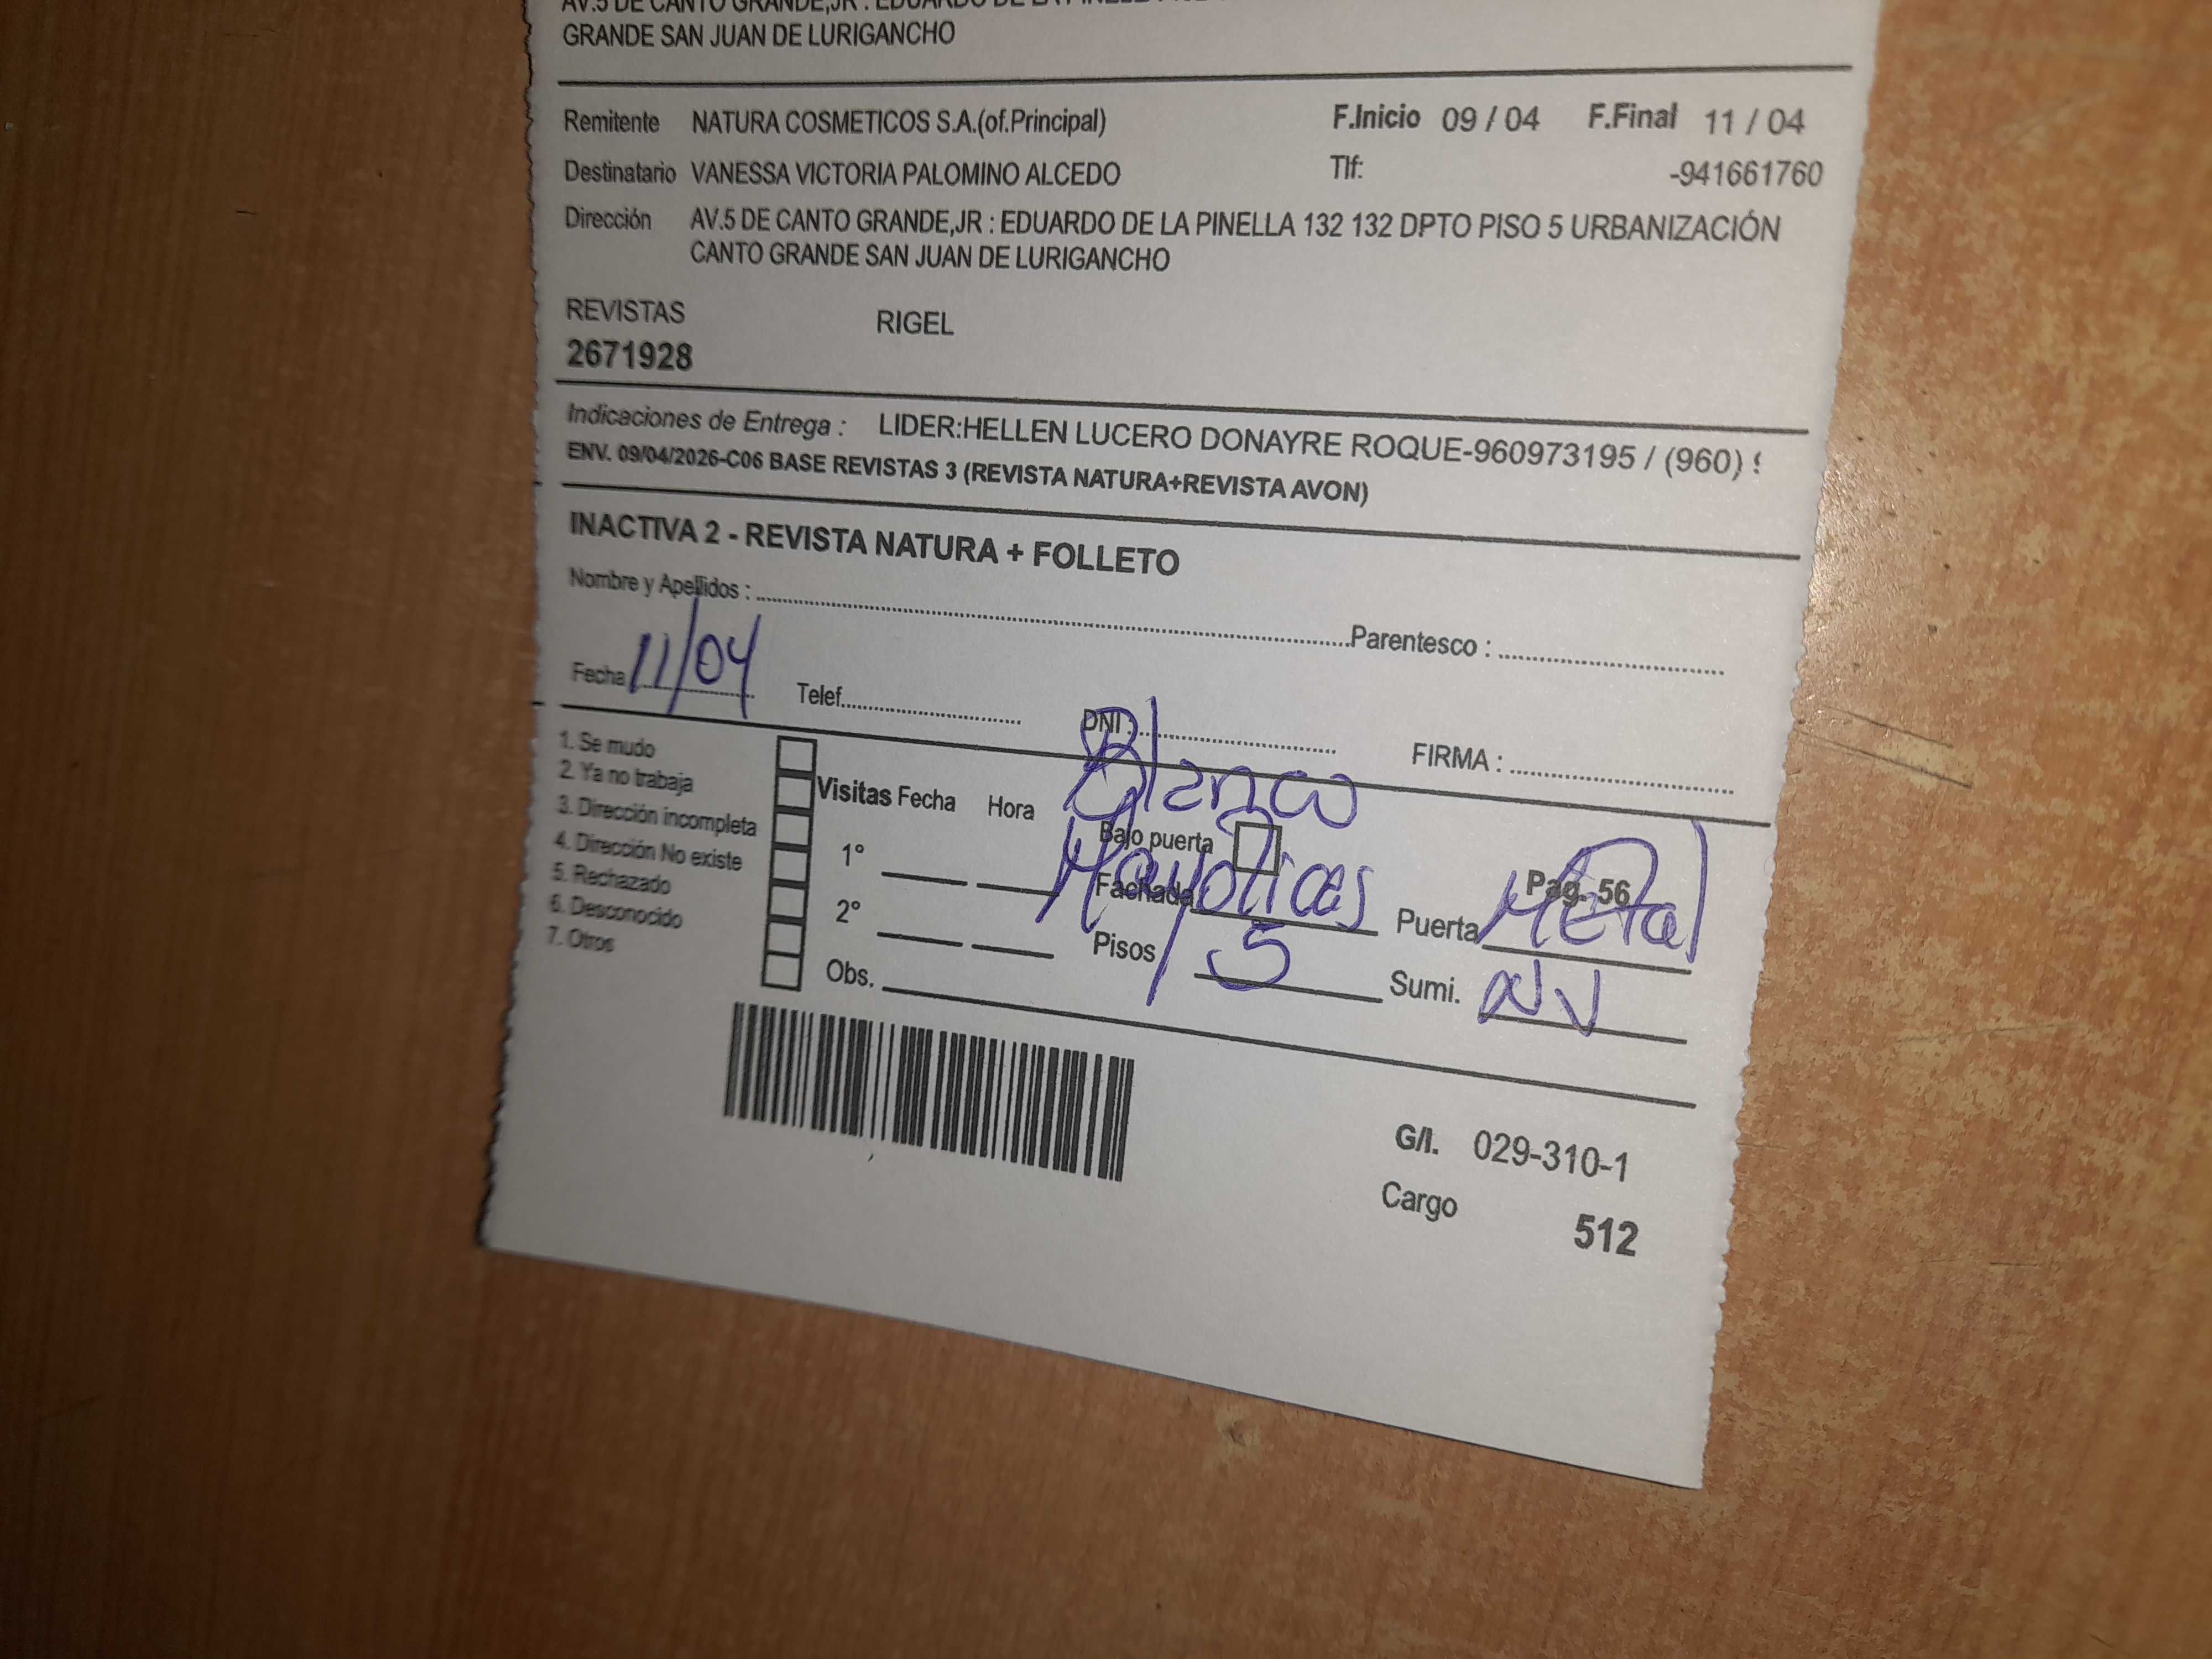 GRANDE SAN JUAN DE LURIGANCHO
Remitente NATURA COSMETICOS S.A.(of.Principal) F.Inicio 09 / 04 F.Final 11 / 04
Destinatario VANESSA VICTORIA PALOMINO ALCEDO Tlf: -941661760
Dirección AV.5 DE CANTO GRANDE,JR : EDUARDO DE LA PINELLA 132 132 DPTO PISO 5 URBANIZACIÓN
CANTO GRANDE SAN JUAN DE LURIGANCHO
REVISTAS RIGEL
2671928
Indicaciones de Entrega : LIDER:HELLEN LUCERO DONAYRE ROQUE-960973195 / (960)
ENV. 09/04/2026-C06 BASE REVISTAS 3 (REVISTA NATURA+REVISTA AVON)
INACTIVA 2 - REVISTA NATURA + FOLLETO
Nombre y Apellidos : Parentesco :
Fecha 11/04 Telef. DNI : FIRMA :
1. Se mudo
2. Ya no trabaja
3. Dirección incompleta
4. Dirección No existe
5. Rechazado
6. Desconocido
7. Otros
Visitas Fecha Hora Blanco
Bajo puerta
1° Fachada Mayolicas Puerta Metal Pag. 56
2° Pisos 5 Sumi. NV
Obs.
G/I. 029-310-1
Cargo 512